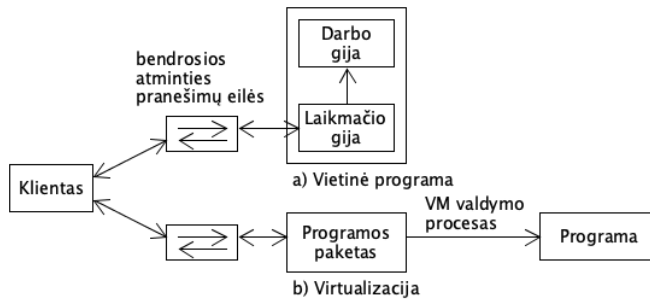 Darbo
gija
bendrosios
atminties
pranešimų eilės
Laikmačio
gija
Klientas
a) Vietinė programa
VM valdymo
procesas
Programos
paketas
Programa
b) Virtualizacija